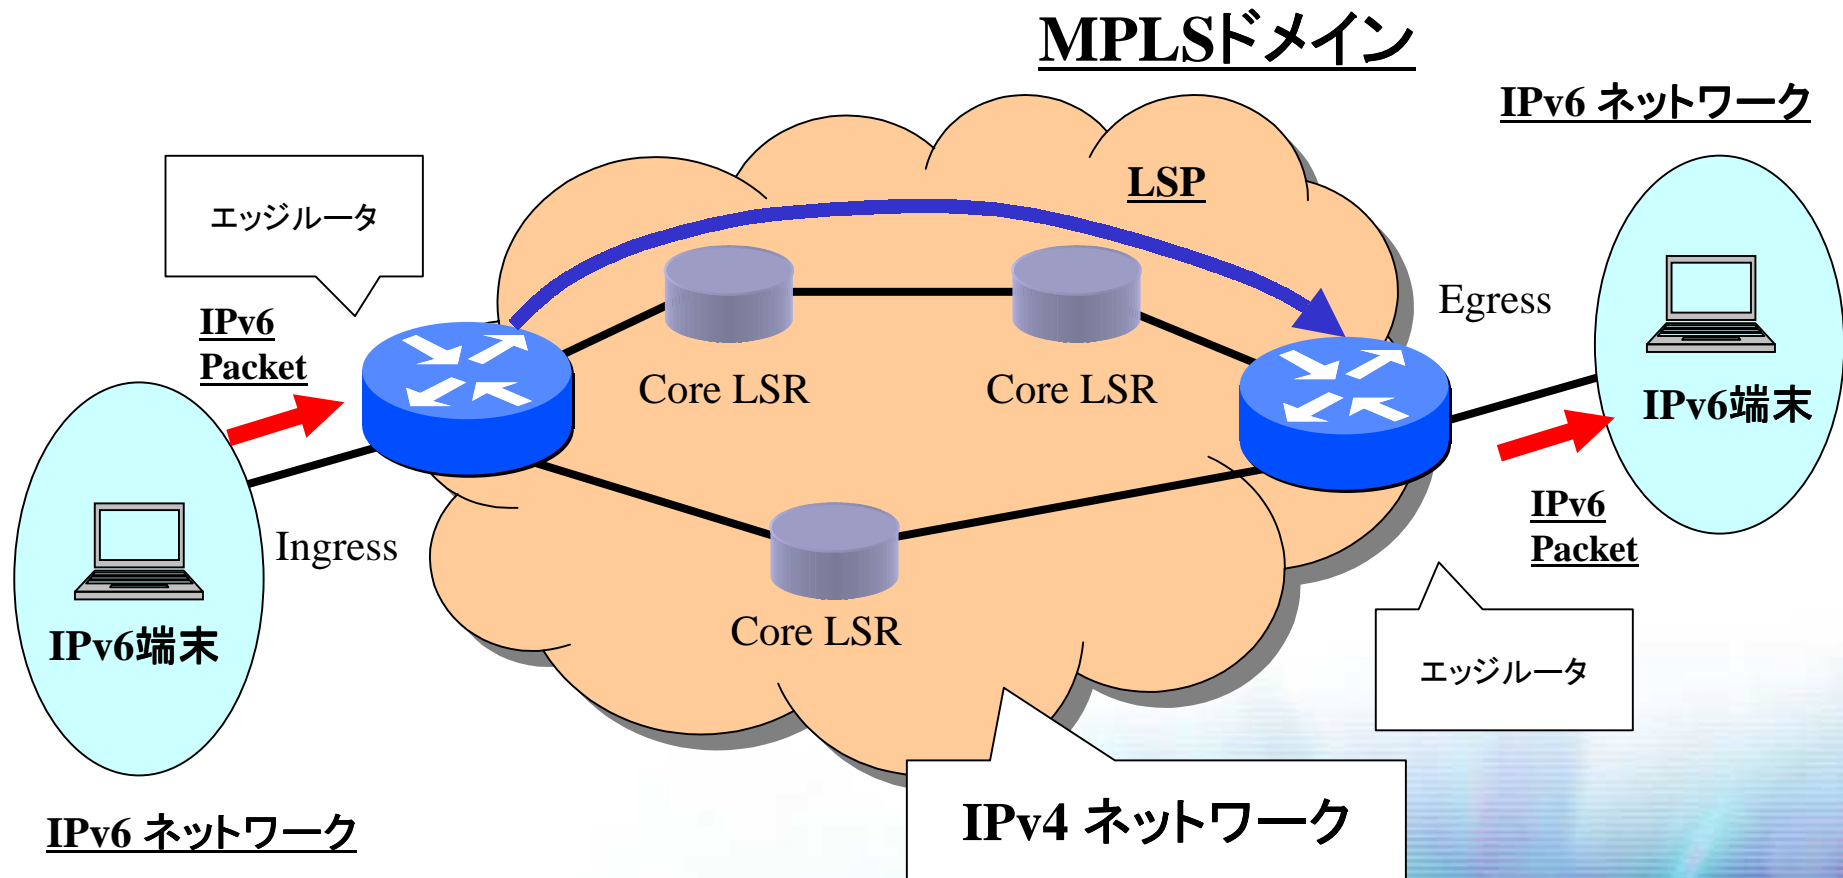 MPLSドメイン
IPv6 ネットワーク
エッジルータ
LSP
IPv6
Packet
Egress
Core LSR
Core LSR
IPv6端末
Ingress
IPv6
Packet
Core LSR
IPv6端末
エッジルータ
IPv4 ネットワーク
IPv6 ネットワーク